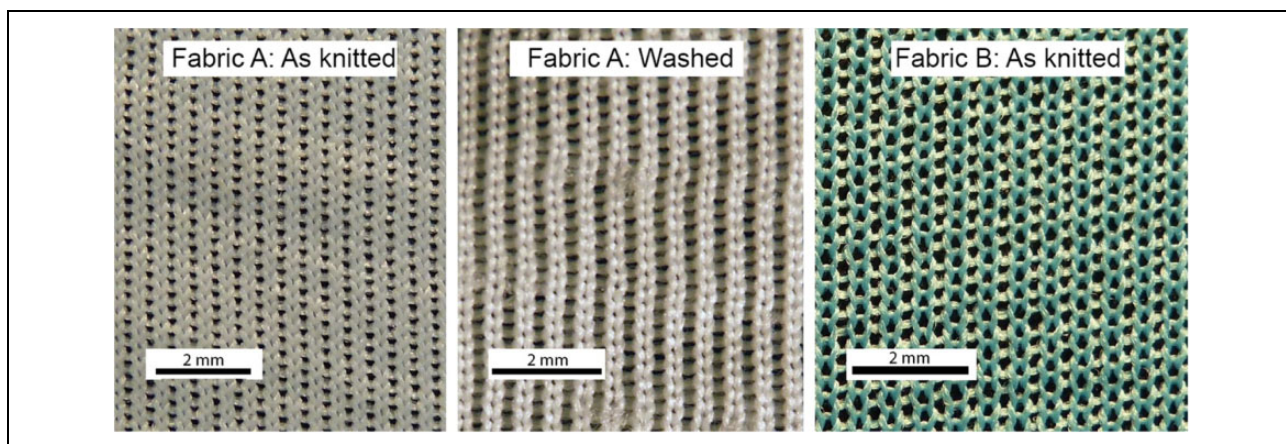 Fabric A: As knitted
Fabric A: Washed
Fabric B: As knitted
2 mm
2 mm
2 mm